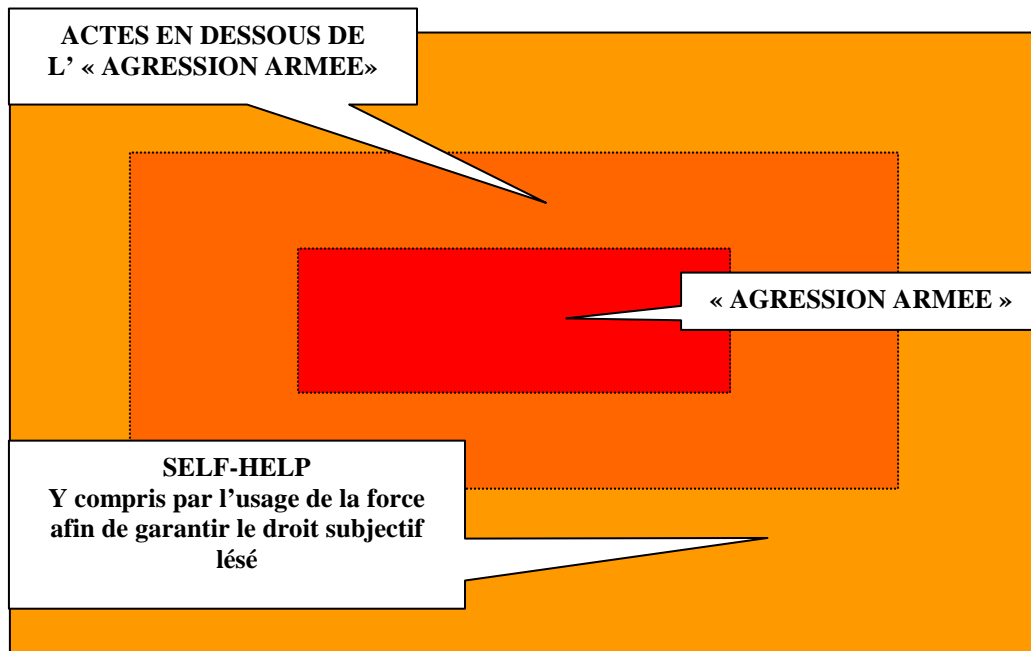 ACTES EN DESSOUS DE
L' « AGRESSION ARMEE»
« AGRESSION ARMEE »
SELF-HELP
Y compris par l'usage de la force
afin de garantir le droit subjectif
lésé